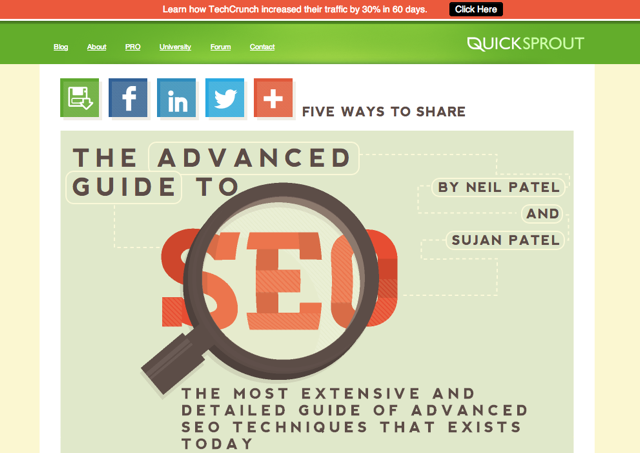 Learn how TechCrunch increased their traffic by 30% in 60 days. Click Here
Blog About PRO University Forum Contact
QUICKSPROUT
FIVE WAYS TO SHARE
THE ADVANCED
GUIDE TO
BY NEIL PATEL
AND
SUJAN PATEL
SEO
THE MOST EXTENSIVE AND
DETAILED GUIDE OF ADVANCED
SEO TECHNIQUES THAT EXISTS
TODAY